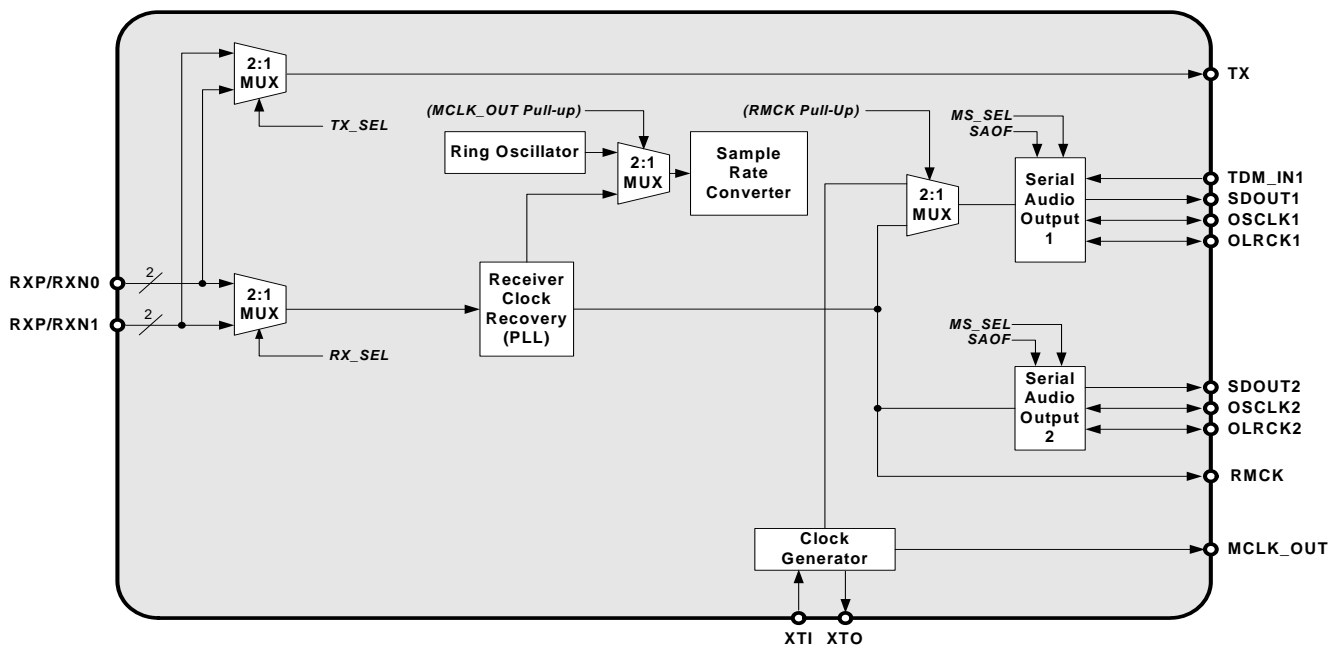 2:1
MUX
TX
TX_SEL
(MCLK_OUT Pull-up)
(RMCK Pull-Up)
MS_SEL
SAOF
Ring Oscillator
2:1
MUX
Sample
Rate
Converter
2:1
MUX
Serial
Audio
Output
1
TDM_IN1
SDOUT1
OSCLK1
OLRCK1
RXP/RXN0
2
RXP/RXN1
2
2:1
MUX
RX_SEL
Receiver
Clock
Recovery
(PLL)
MS_SEL
SAOF
Serial
Audio
Output
2
SDOUT2
OSCLK2
OLRCK2
RMCK
Clock
Generator
MCLK_OUT
XTI
XTO